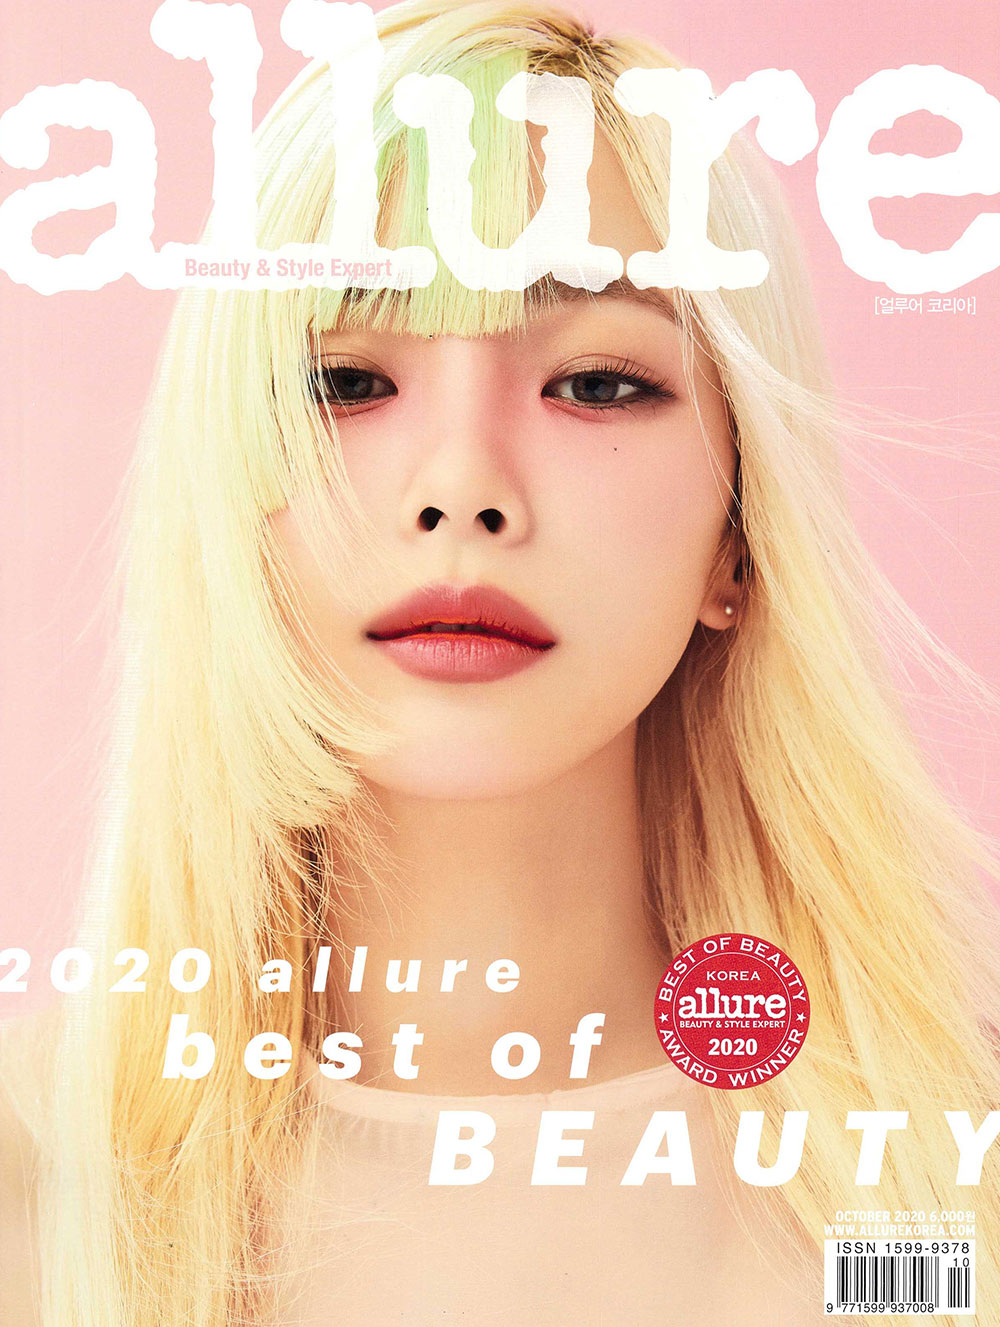 allure
Beauty & Style Expert
[얼루어 코리아]
2020 allure
best of
BEAUTY
BEST OF BEAUTY
KOREA
allure
BEAUTY & STYLE EXPERT
2020
AWARD WINNER
OCTOBER 2020 6,000원
WWW.ALLUREKOREA.COM
ISSN 1599-9378
10
9 771599 937008